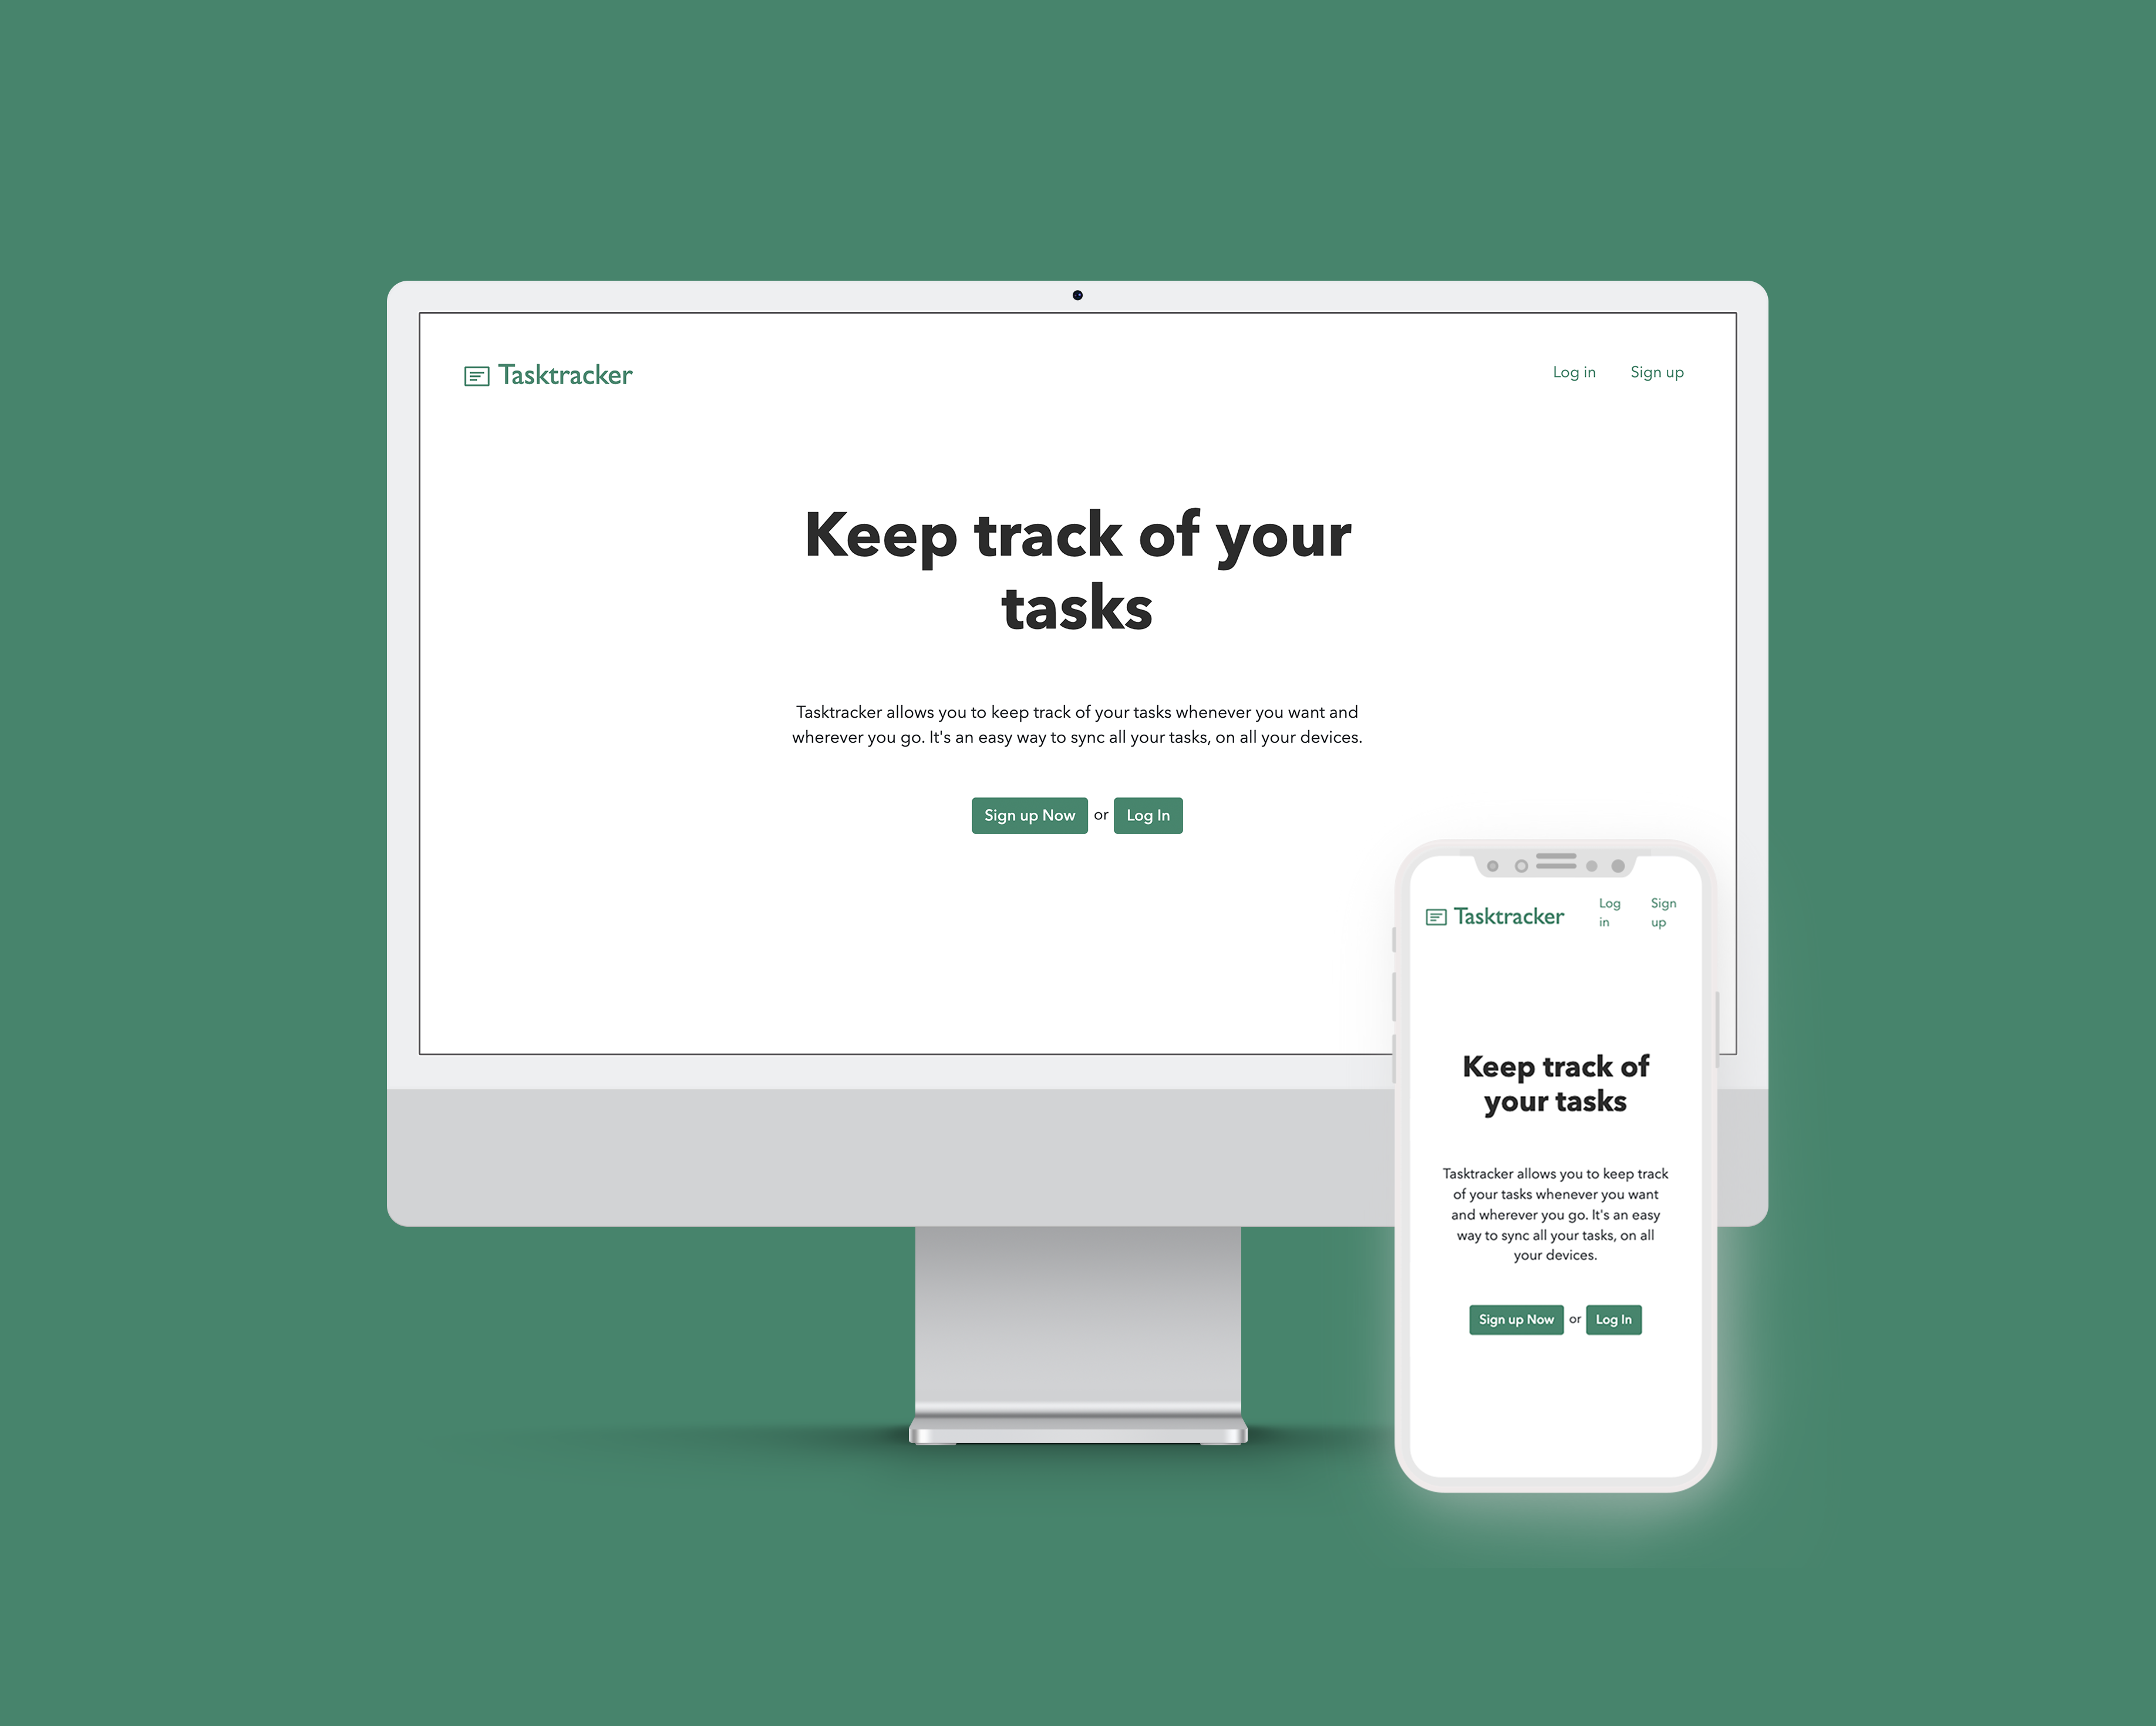 Tasktracker
Log in
Sign up
Keep track of your
tasks
Tasktracker allows you to keep track of your tasks whenever you want and
wherever you go. It's an easy way to sync all your tasks, on all your devices.
Sign up Now or Log In
Tasktracker
Log
in
Sign
up
Keep track of
your tasks
Tasktracker allows you to keep track
of your tasks whenever you want
and wherever you go. It's an easy
way to sync all your tasks, on all
your devices.
Sign up Now or Log In